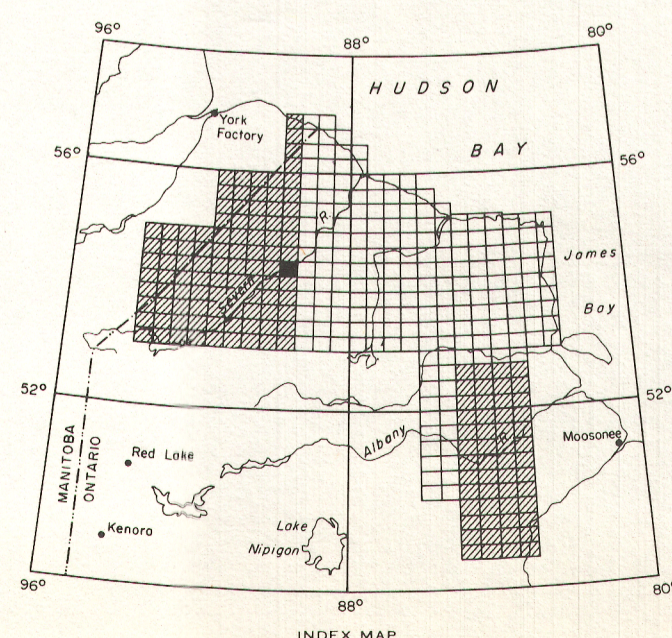 96° 88° 80°
HUDSON
York
Factory
BAY
56° 56°
R.
James
Severn
Bay
52° 52°
MANITOBA
ONTARIO
Albany R.
Moosonee
Red Lake
Kenora
Lake
Nipigon
96° 88° 80°
INDEX MAP